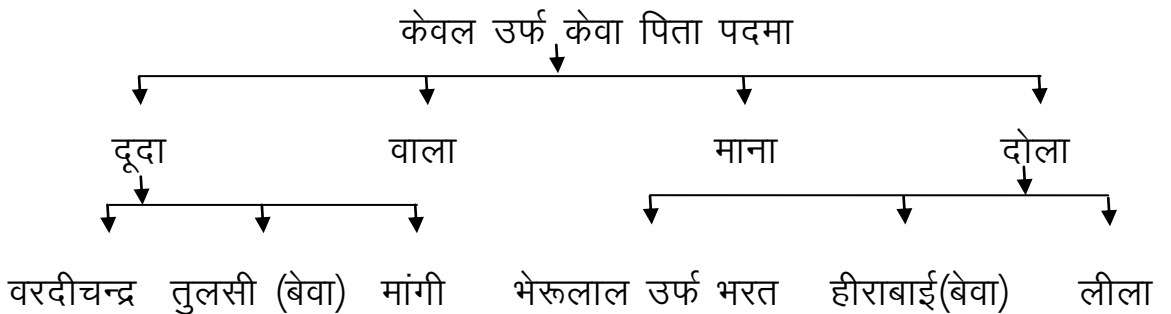 केवल उर्फ केवा पिता पदमा
दूदा वाला माना दोला
वरदीचन्द्र तुलसी (बेवा) मांगी भेरूलाल उर्फ भरत हीराबाई(बेवा) लीला